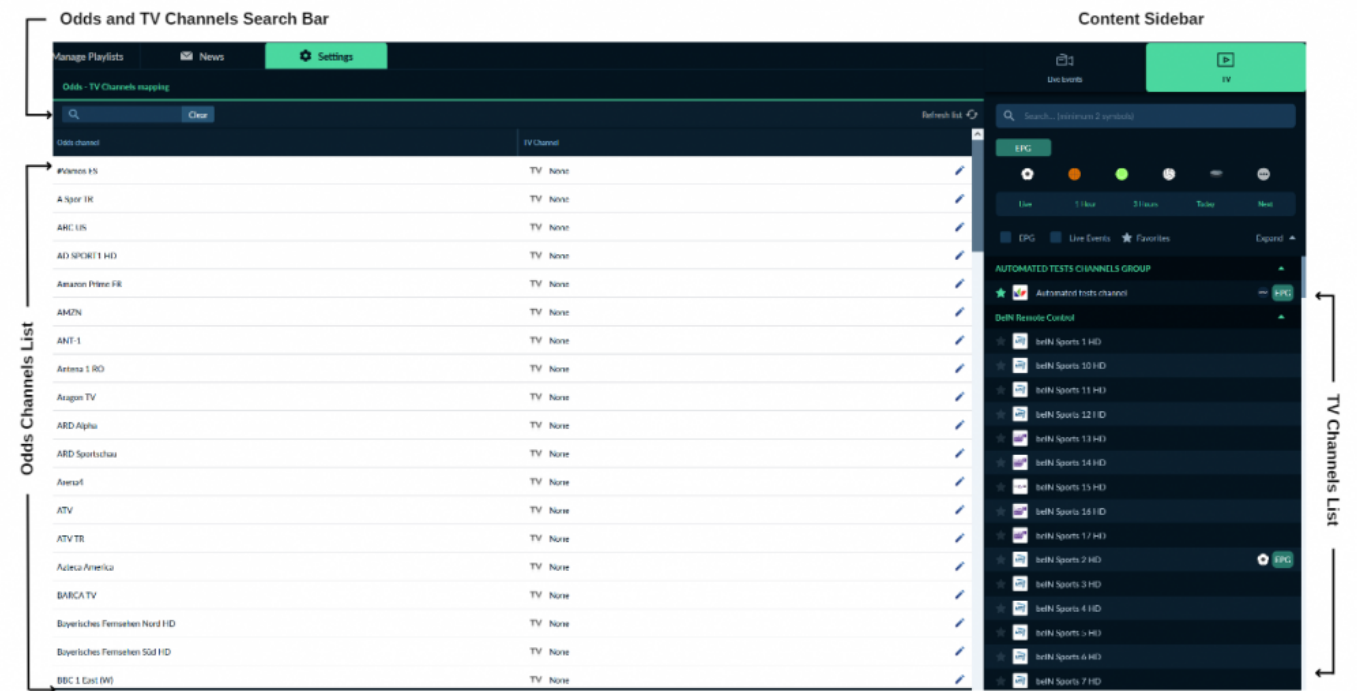 Odds and TV Channels Search Bar
Content Sidebar
Manage Playlists
News
Settings
Live Events
TV
Odds - TV Channels mapping
Clear
Refresh list
Search... (minimum 2 symbols)
Odds channel
TV Channel
EPG
Live
1 Hour
3 Hours
Today
Next
EPG
Live Events
Favorites
Expand
Odds Channels List
#Vamos ES
TV None
A Spor TR
TV None
ABC US
TV None
AD SPORT1 HD
TV None
Amazon Prime FR
TV None
AMZN
TV None
ANT-1
TV None
Antena 1 RO
TV None
Aragon TV
TV None
ARD Alpha
TV None
ARD Sportschau
TV None
Arena4
TV None
ATV
TV None
ATV TR
TV None
Azteca America
TV None
BARCA TV
TV None
Bayerisches Fernsehen Nord HD
TV None
Bayerisches Fernsehen Süd HD
TV None
BBC 1 East (W)
TV None
AUTOMATED TESTS CHANNELS GROUP
Automated tests channel
EPG
BeIN Remote Control
beIN Sports 1 HD
beIN Sports 10 HD
beIN Sports 11 HD
beIN Sports 12 HD
beIN Sports 13 HD
beIN Sports 14 HD
beIN Sports 15 HD
beIN Sports 16 HD
beIN Sports 17 HD
beIN Sports 2 HD
EPG
beIN Sports 3 HD
beIN Sports 4 HD
beIN Sports 5 HD
beIN Sports 6 HD
beIN Sports 7 HD
TV Channels List